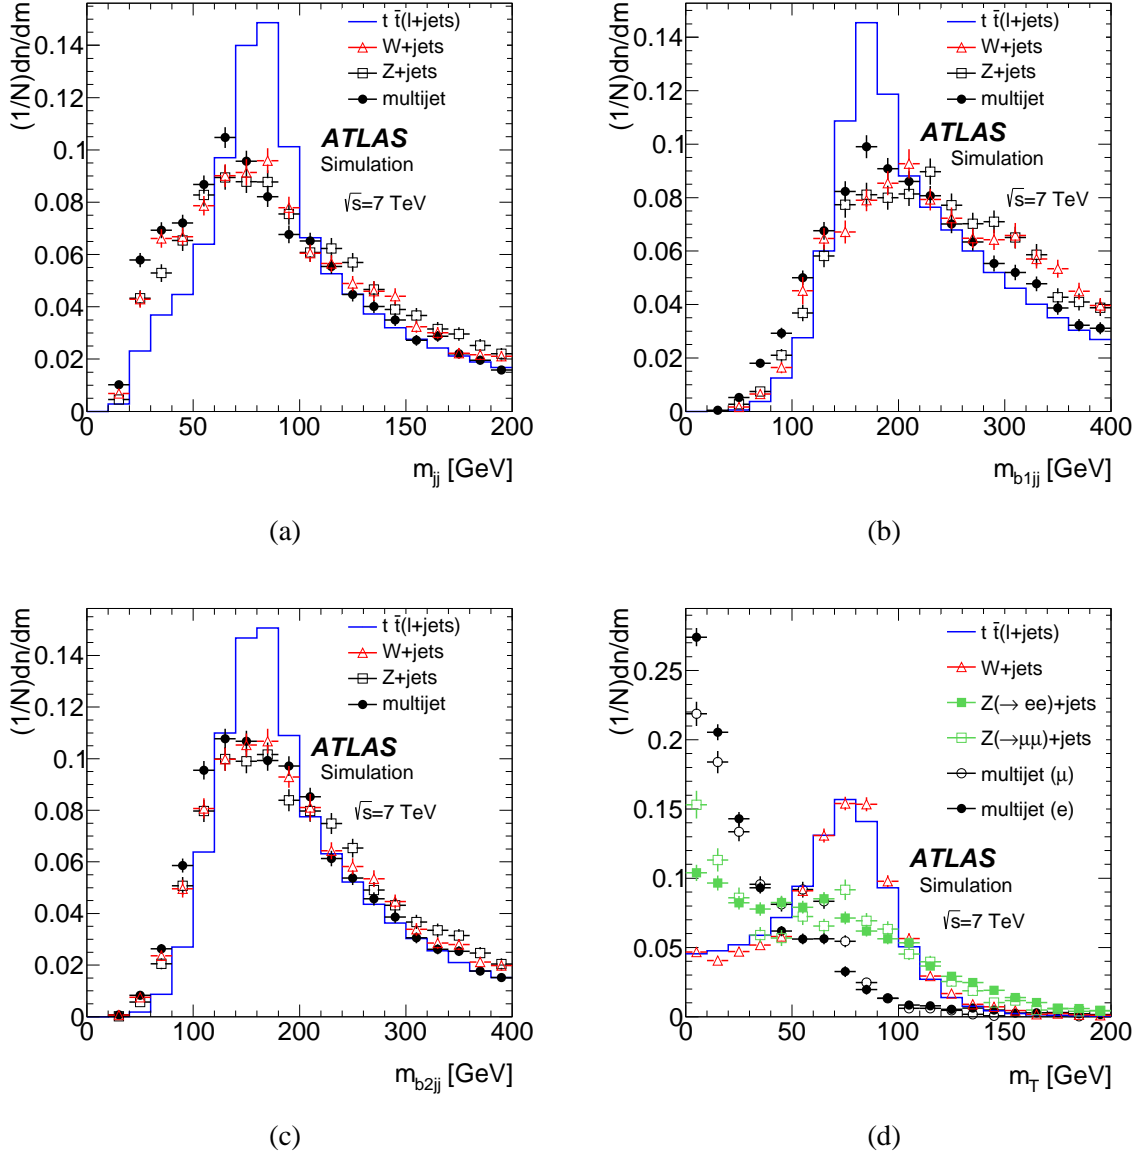 (1/N)dn/dm
0.14
0.12
0.1
0.08
0.06
0.04
0.02
0
t t̄(l+jets)
W+jets
Z+jets
multijet
ATLAS
Simulation
√s=7 TeV
0 50 100 150 200
m_jj [GeV]
(a)
(1/N)dn/dm
0.14
0.12
0.1
0.08
0.06
0.04
0.02
0
t t̄(l+jets)
W+jets
Z+jets
multijet
ATLAS
Simulation
√s=7 TeV
0 100 200 300 400
m_b1jj [GeV]
(b)
(1/N)dn/dm
0.14
0.12
0.1
0.08
0.06
0.04
0.02
0
t t̄(l+jets)
W+jets
Z+jets
multijet
ATLAS
Simulation
√s=7 TeV
0 100 200 300 400
m_b2jj [GeV]
(c)
(1/N)dn/dm
0.25
0.2
0.15
0.1
0.05
0
t t̄(l+jets)
W+jets
Z(→ ee)+jets
Z(→μμ)+jets
multijet (μ)
multijet (e)
ATLAS
Simulation
√s=7 TeV
0 50 100 150 200
m_T [GeV]
(d)